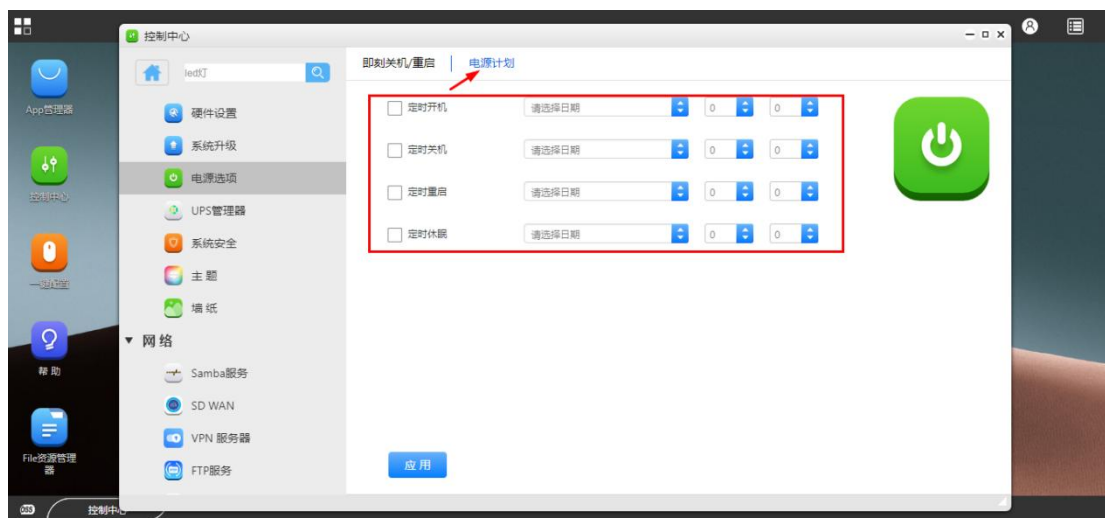 控制中心
led灯
即刻关机/重启
电源计划
App管理器
控制中心
一键配置
帮助
File资源管理器
硬件设置
系统升级
电源选项
UPS管理器
系统安全
主题
墙纸
网络
Samba服务
SD WAN
VPN 服务器
FTP服务
定时开机 请选择日期 0 0
定时关机 请选择日期 0 0
定时重启 请选择日期 0 0
定时休眠 请选择日期 0 0
应用
控制中心